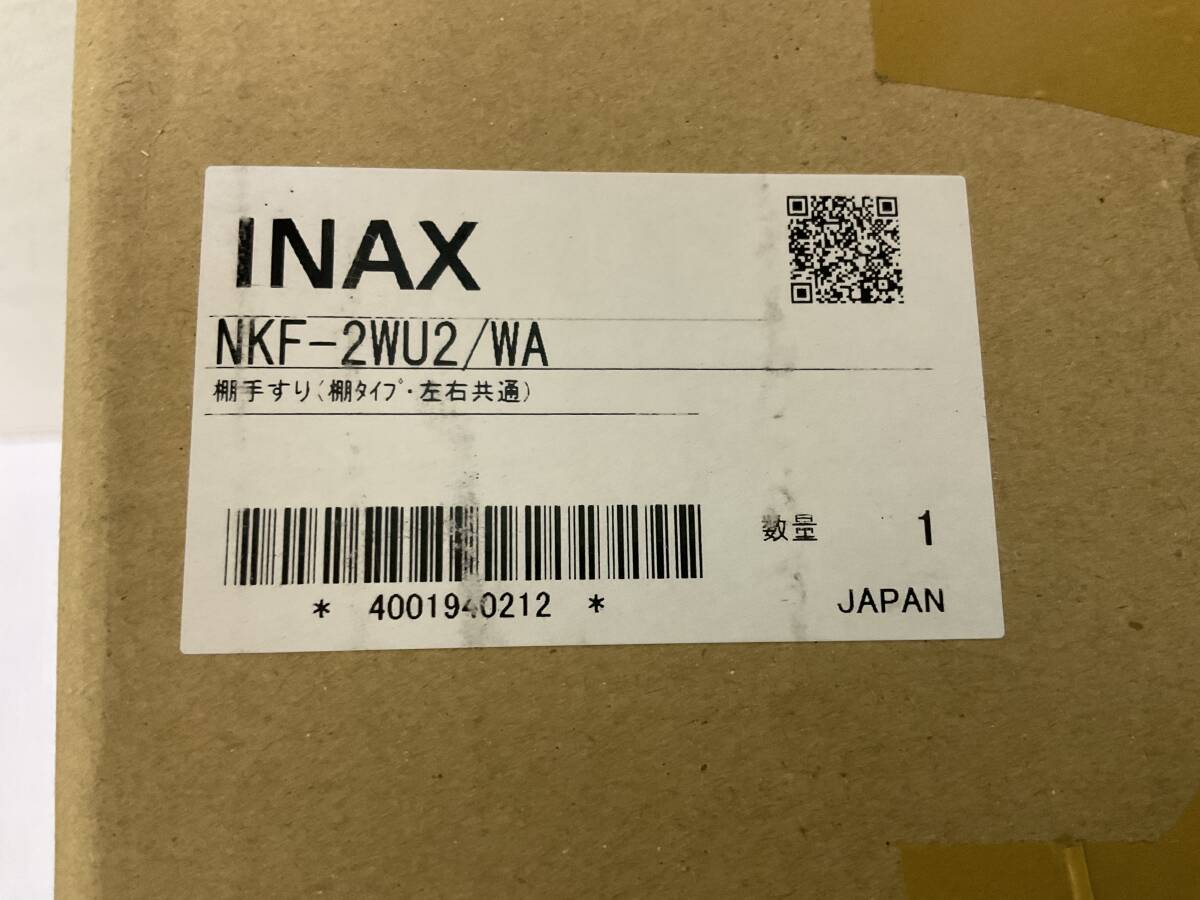 INAX
NKF-2WU2/WA
棚手すり(棚ﾀｲﾌﾟ･左右共通)
数量 1
* 4001940212 *
JAPAN